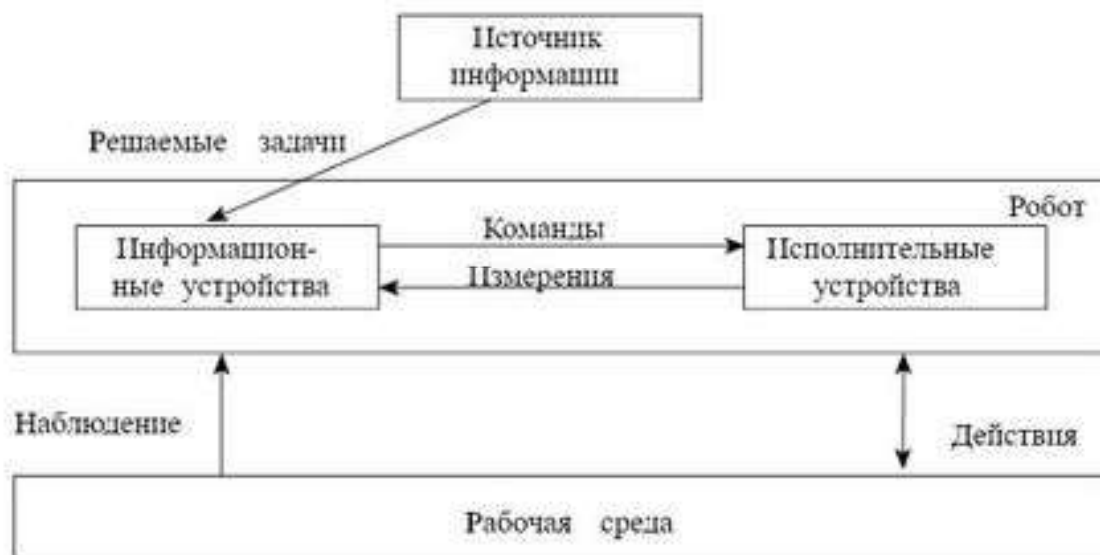 Источник
информации
Решаемые задачи
Робот
Информацион-
ные устройства
Команды
Измерения
Исполнительные
устройства
Наблюдение
Действия
Рабочая среда